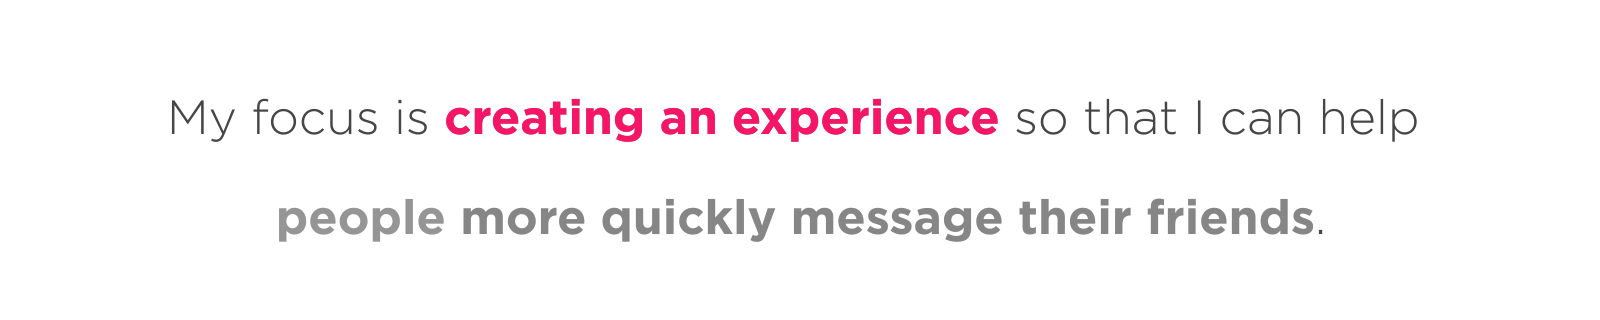 My focus is creating an experience so that I can help
people more quickly message their friends.